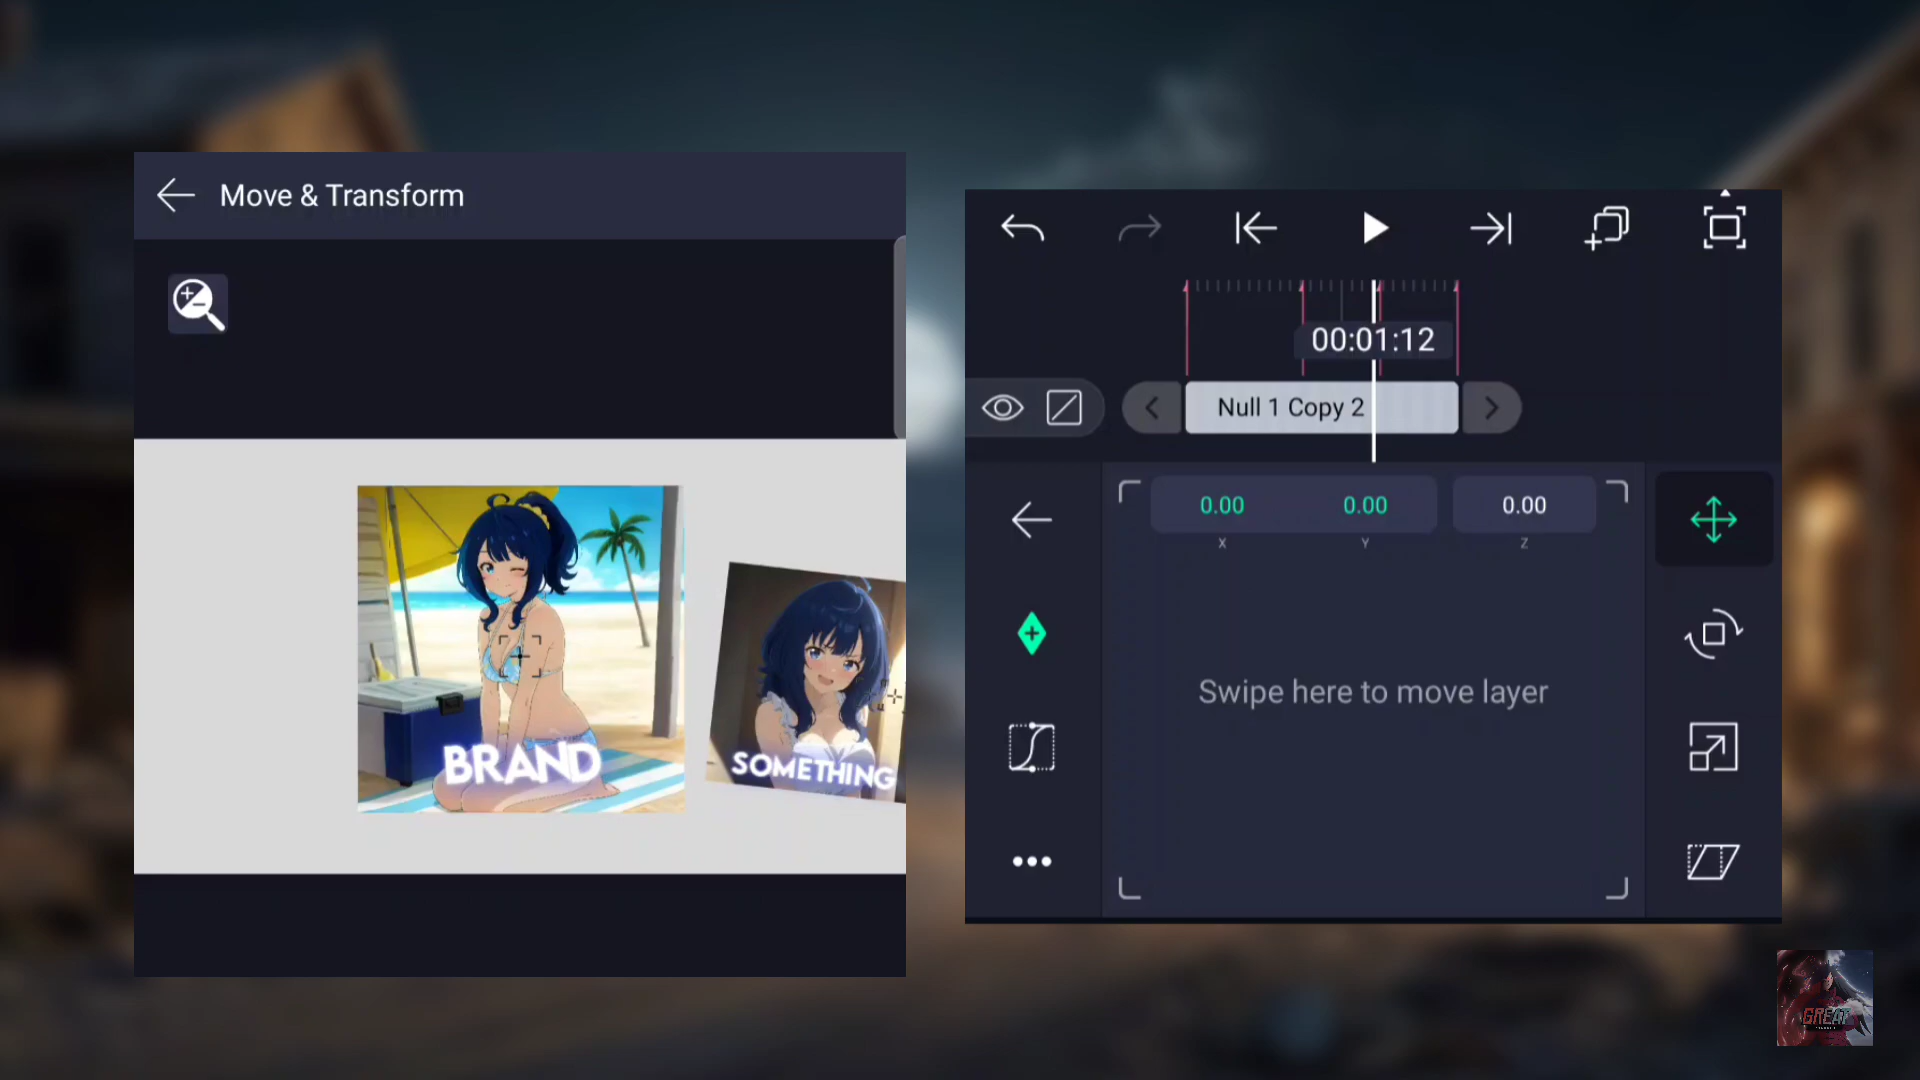 Move & Transform
BRAND
SOMETHING
00:01:12
Null 1 Copy 2
0.00 0.00 0.00
X Y Z
Swipe here to move layer
GREAT